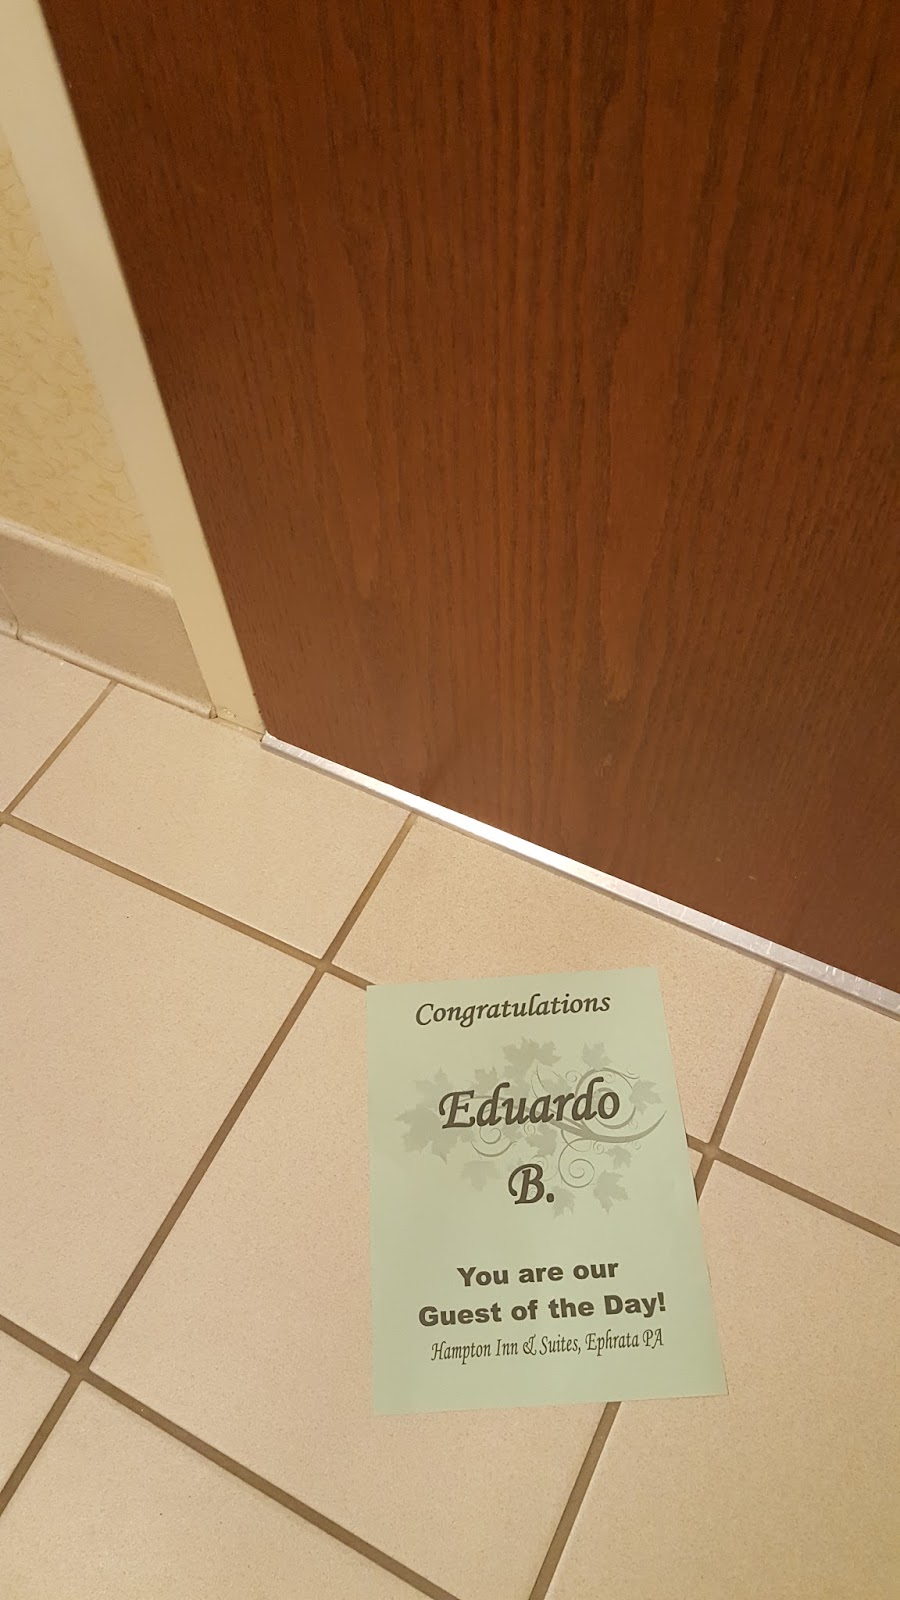 Congratulations
Eduardo
B.
You are our
Guest of the Day!
Hampton Inn & Suites, Ephrata PA